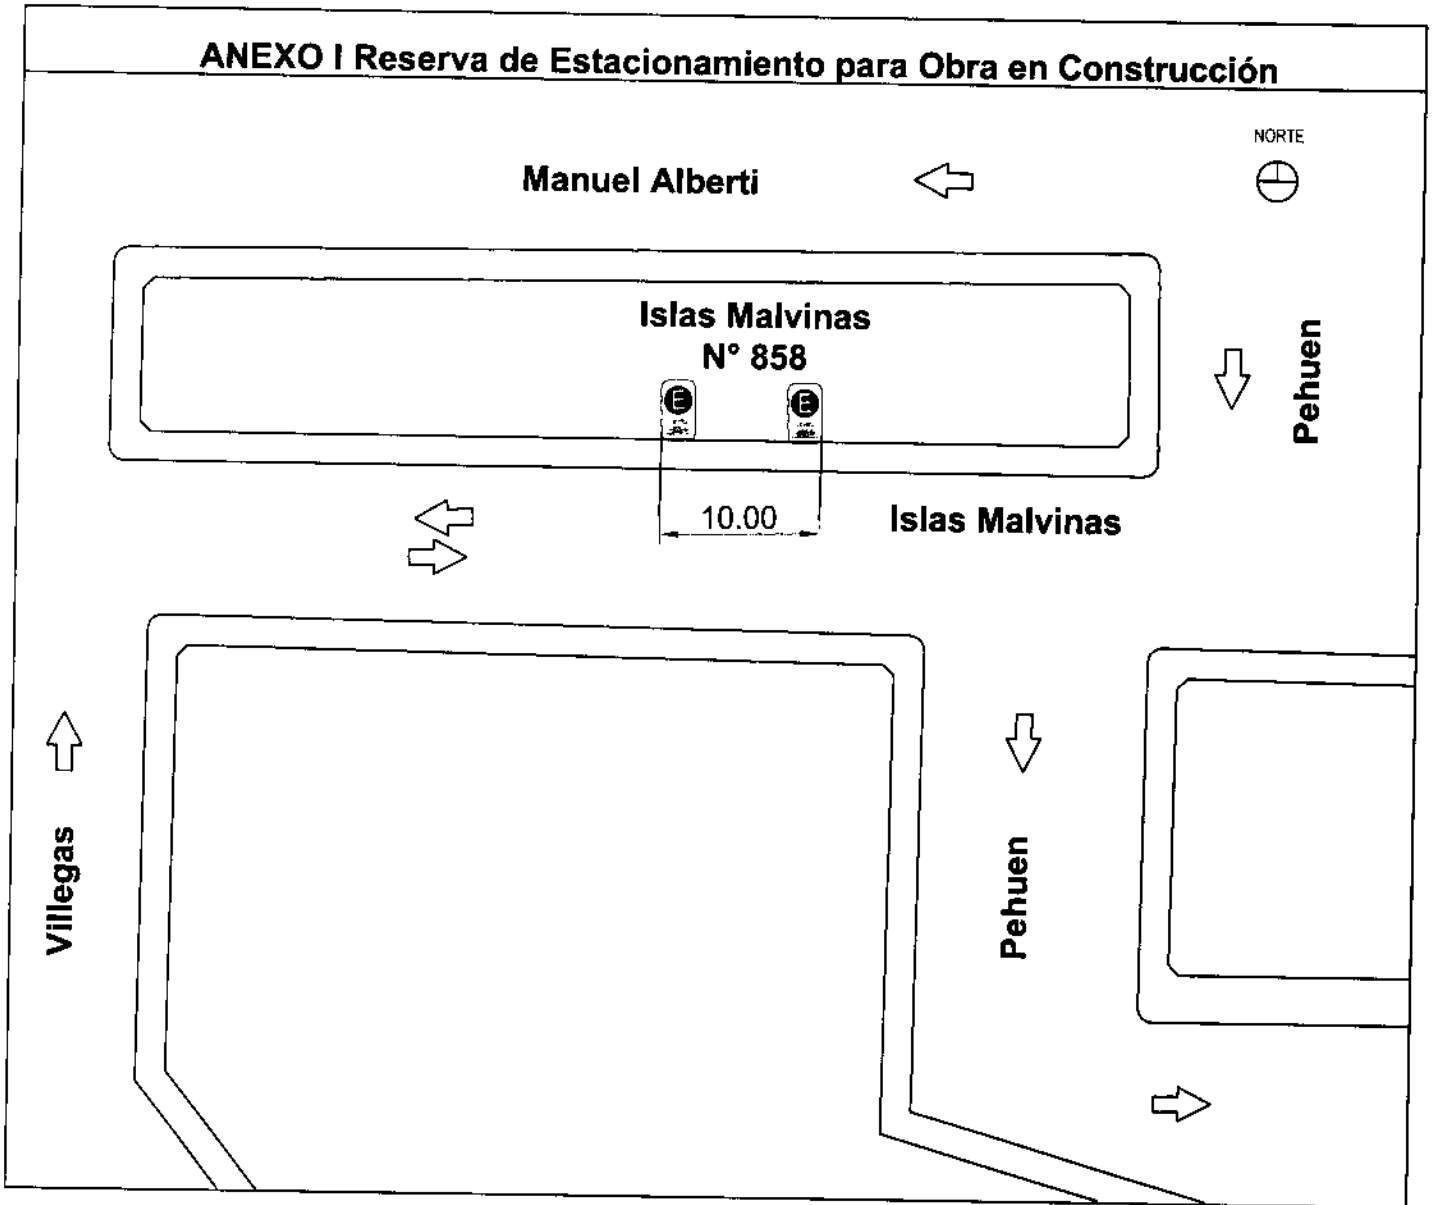 ANEXO I Reserva de Estacionamiento para Obra en Construcción
NORTE
Manuel Alberti
Islas Malvinas
N° 858
Pehuen
E
E
10.00
Islas Malvinas
Villegas
Pehuen